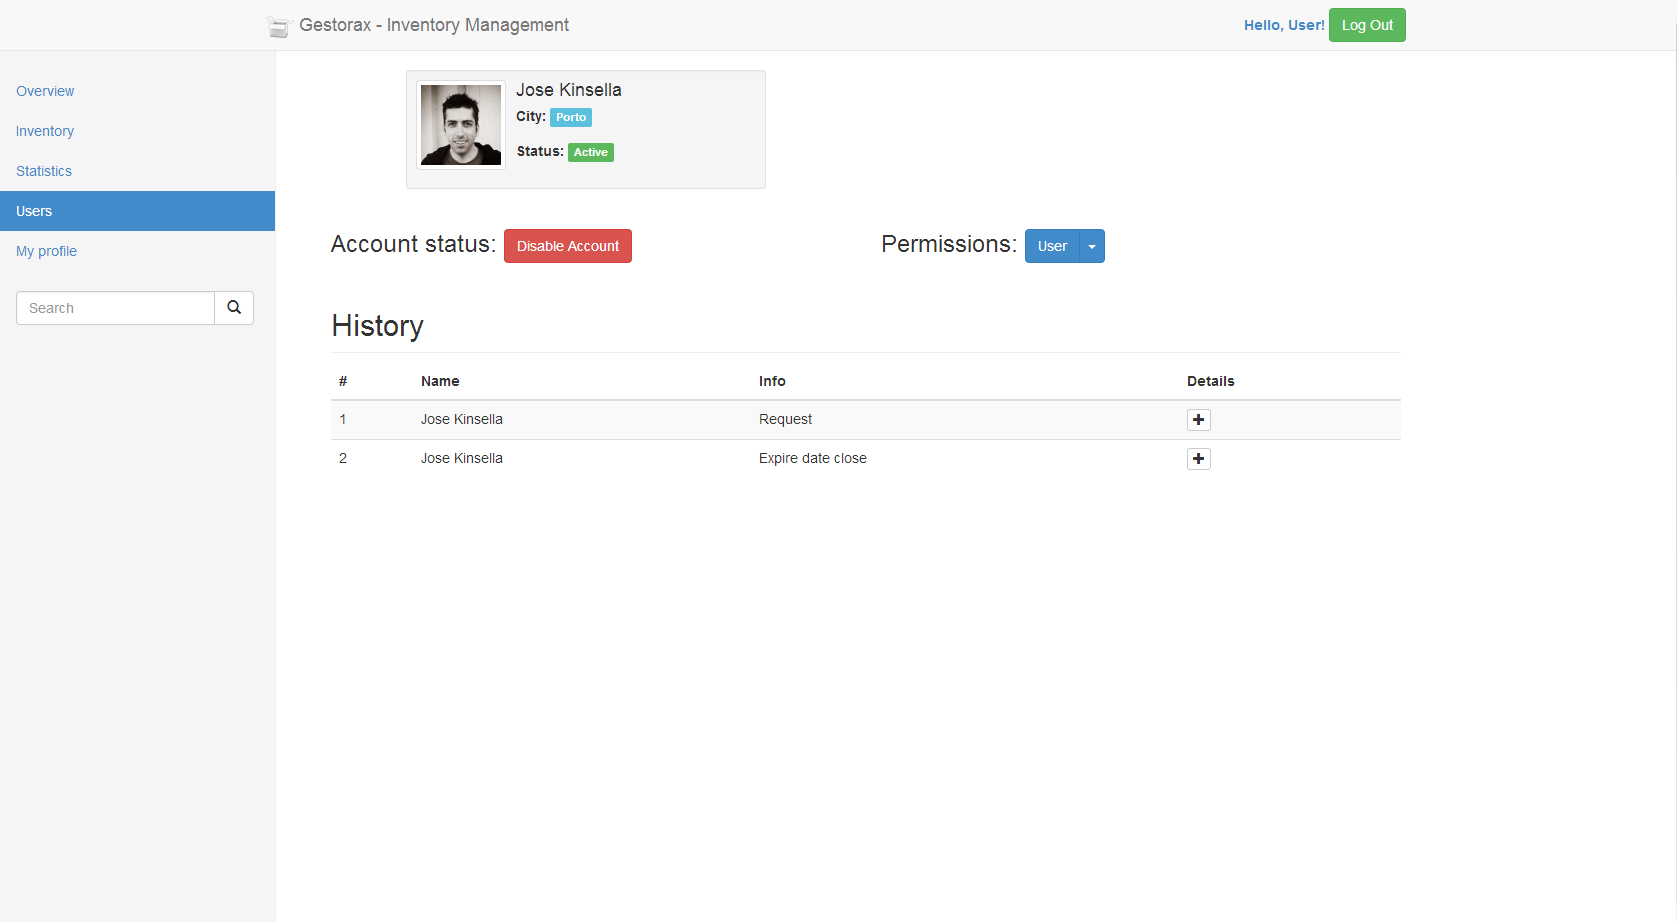 Gestorax - Inventory Management
Hello, User! Log Out
Overview
Inventory
Statistics
Users
My profile
Search
Jose Kinsella
City: Porto
Status: Active
Account status: Disable Account
Permissions: User
History
# Name Info Details
1 Jose Kinsella Request
2 Jose Kinsella Expire date close